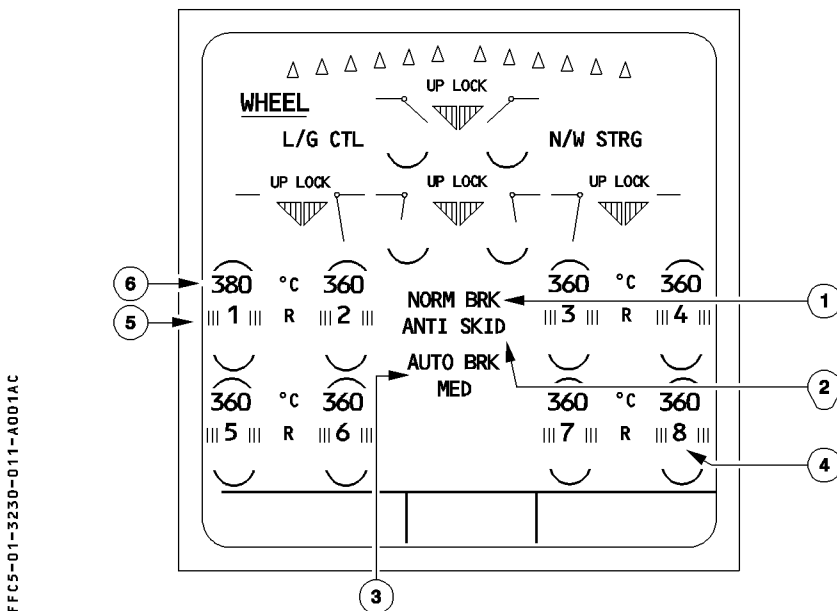 UP LOCK
WHEEL
L/G CTL N/W STRG
UP LOCK UP LOCK UP LOCK
380 °C 360 360 °C 360
6 5 1 R 2 NORM BRK 3 R 4 1
ANTI SKID
AUTO BRK 2
360 °C 360 MED 360 °C 360
5 R 6 7 R 8
4
3
FFC5-01-3230-011-A001AC